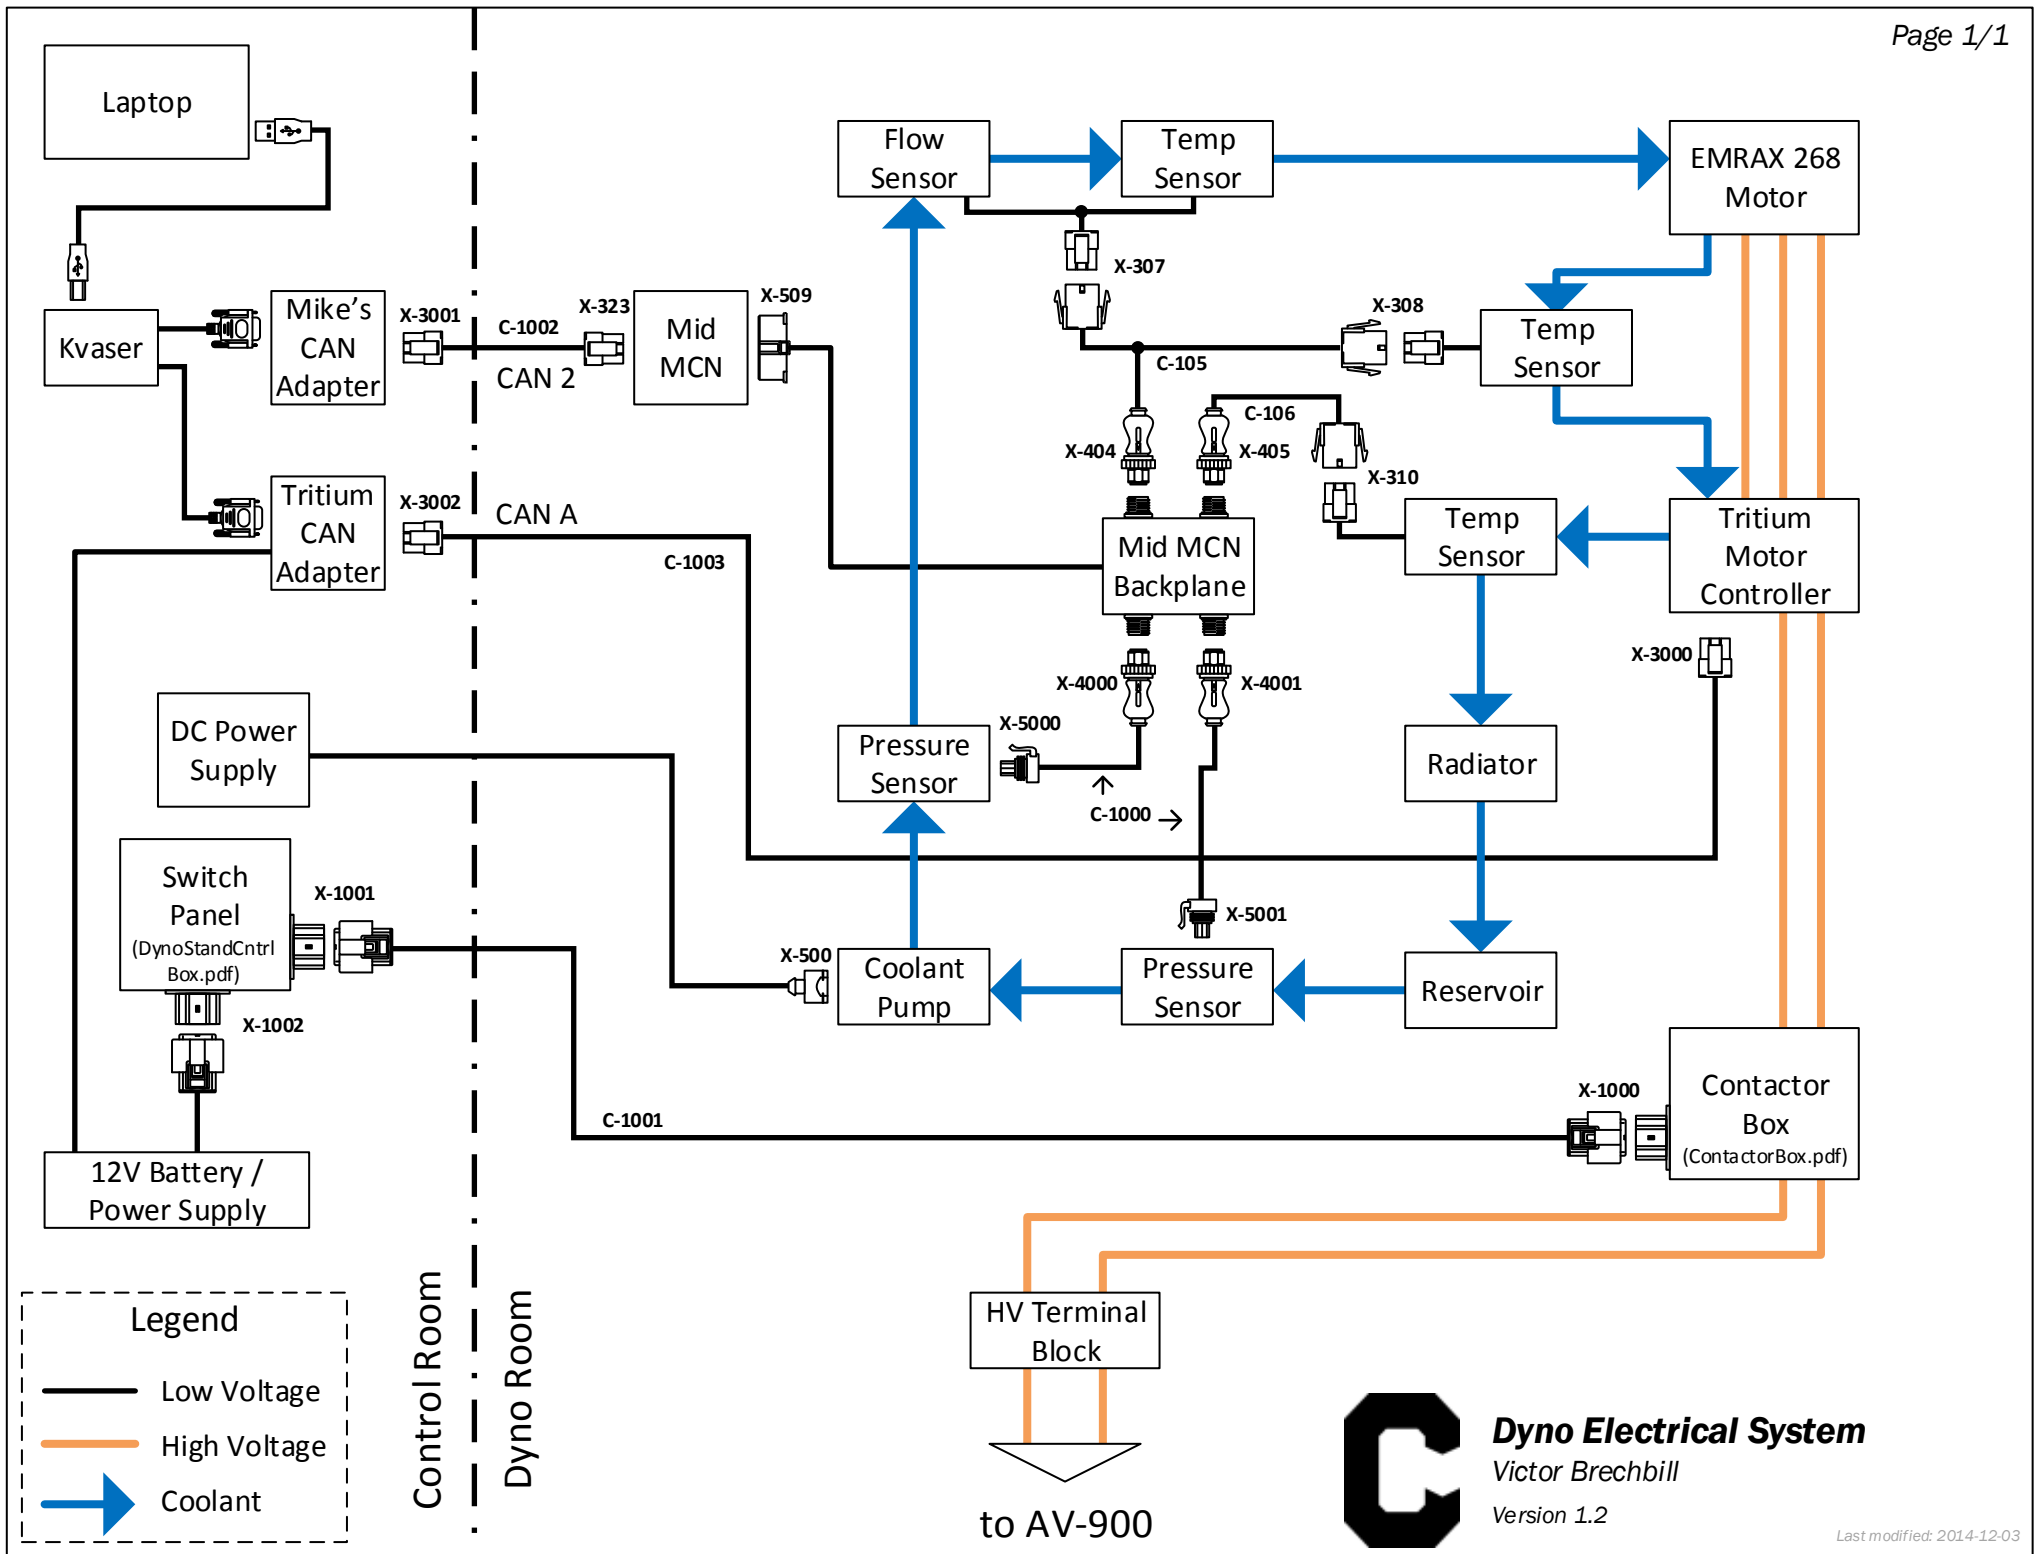 Page 1/1
Laptop
Flow
Sensor
Temp
Sensor
EMRAX 268
Motor
X-307
Kvaser
Mike's
CAN
Adapter
X-3001
C-1002
CAN 2
X-323
Mid
MCN
X-509
C-105
X-308
Temp
Sensor
X-404
C-106
X-405
X-310
Tritium
CAN
Adapter
X-3002
CAN A
C-1003
Mid MCN
Backplane
Temp
Sensor
Tritium
Motor
Controller
X-3000
X-4000
X-4001
DC Power
Supply
Pressure
Sensor
X-5000
C-1000
Radiator
Switch
Panel
(DynoStandCntrl
Box.pdf)
X-1001
X-1002
X-500
Coolant
Pump
X-5001
Pressure
Sensor
Reservoir
C-1001
X-1000
Contactor
Box
(ContactorBox.pdf)
12V Battery /
Power Supply
Legend
Low Voltage
High Voltage
Coolant
Control Room
Dyno Room
HV Terminal
Block
to AV-900
C
Dyno Electrical System
Victor Brechbill
Version 1.2
Last modified: 2014-12-03